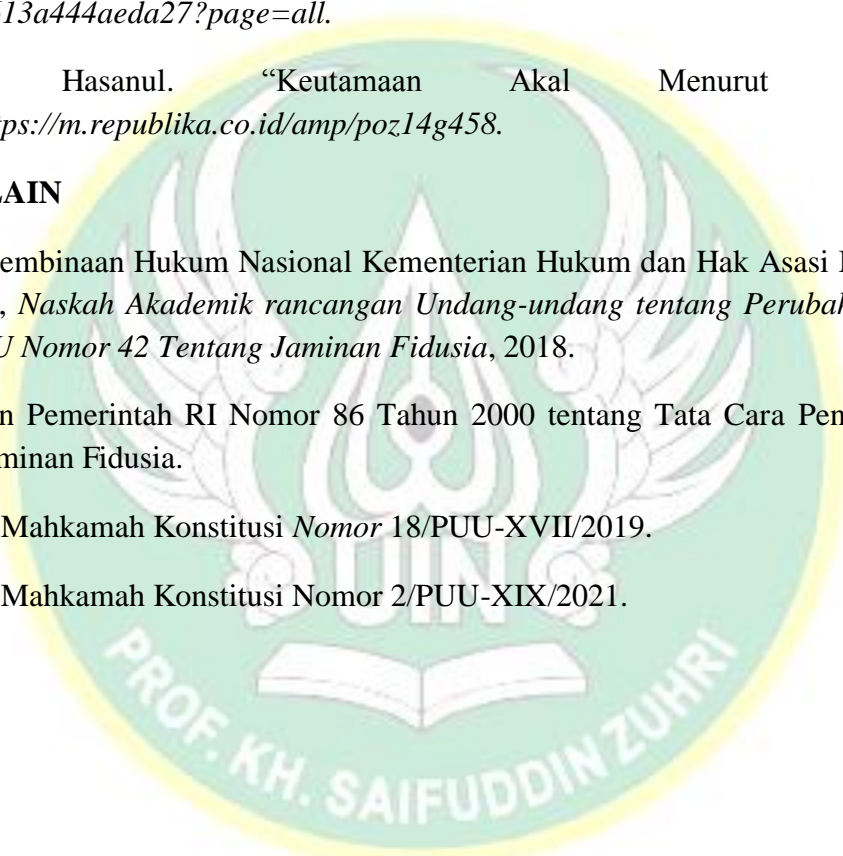 13a444aeda27?page=all.
Hasanul. “Keutamaan Akal Menurut
tps://m.republika.co.id/amp/poz14g458.
LAIN
embinaan Hukum Nasional Kementerian Hukum dan Hak Asasi
, Naskah Akademik rancangan Undang-undang tentang Perubah
U Nomor 42 Tentang Jaminan Fidusia, 2018.
n Pemerintah RI Nomor 86 Tahun 2000 tentang Tata Cara Pen
minan Fidusia.
Mahkamah Konstitusi Nomor 18/PUU-XVII/2019.
Mahkamah Konstitusi Nomor 2/PUU-XIX/2021.
UIN
PROF. KH. SAIFUDDIN ZUHRI